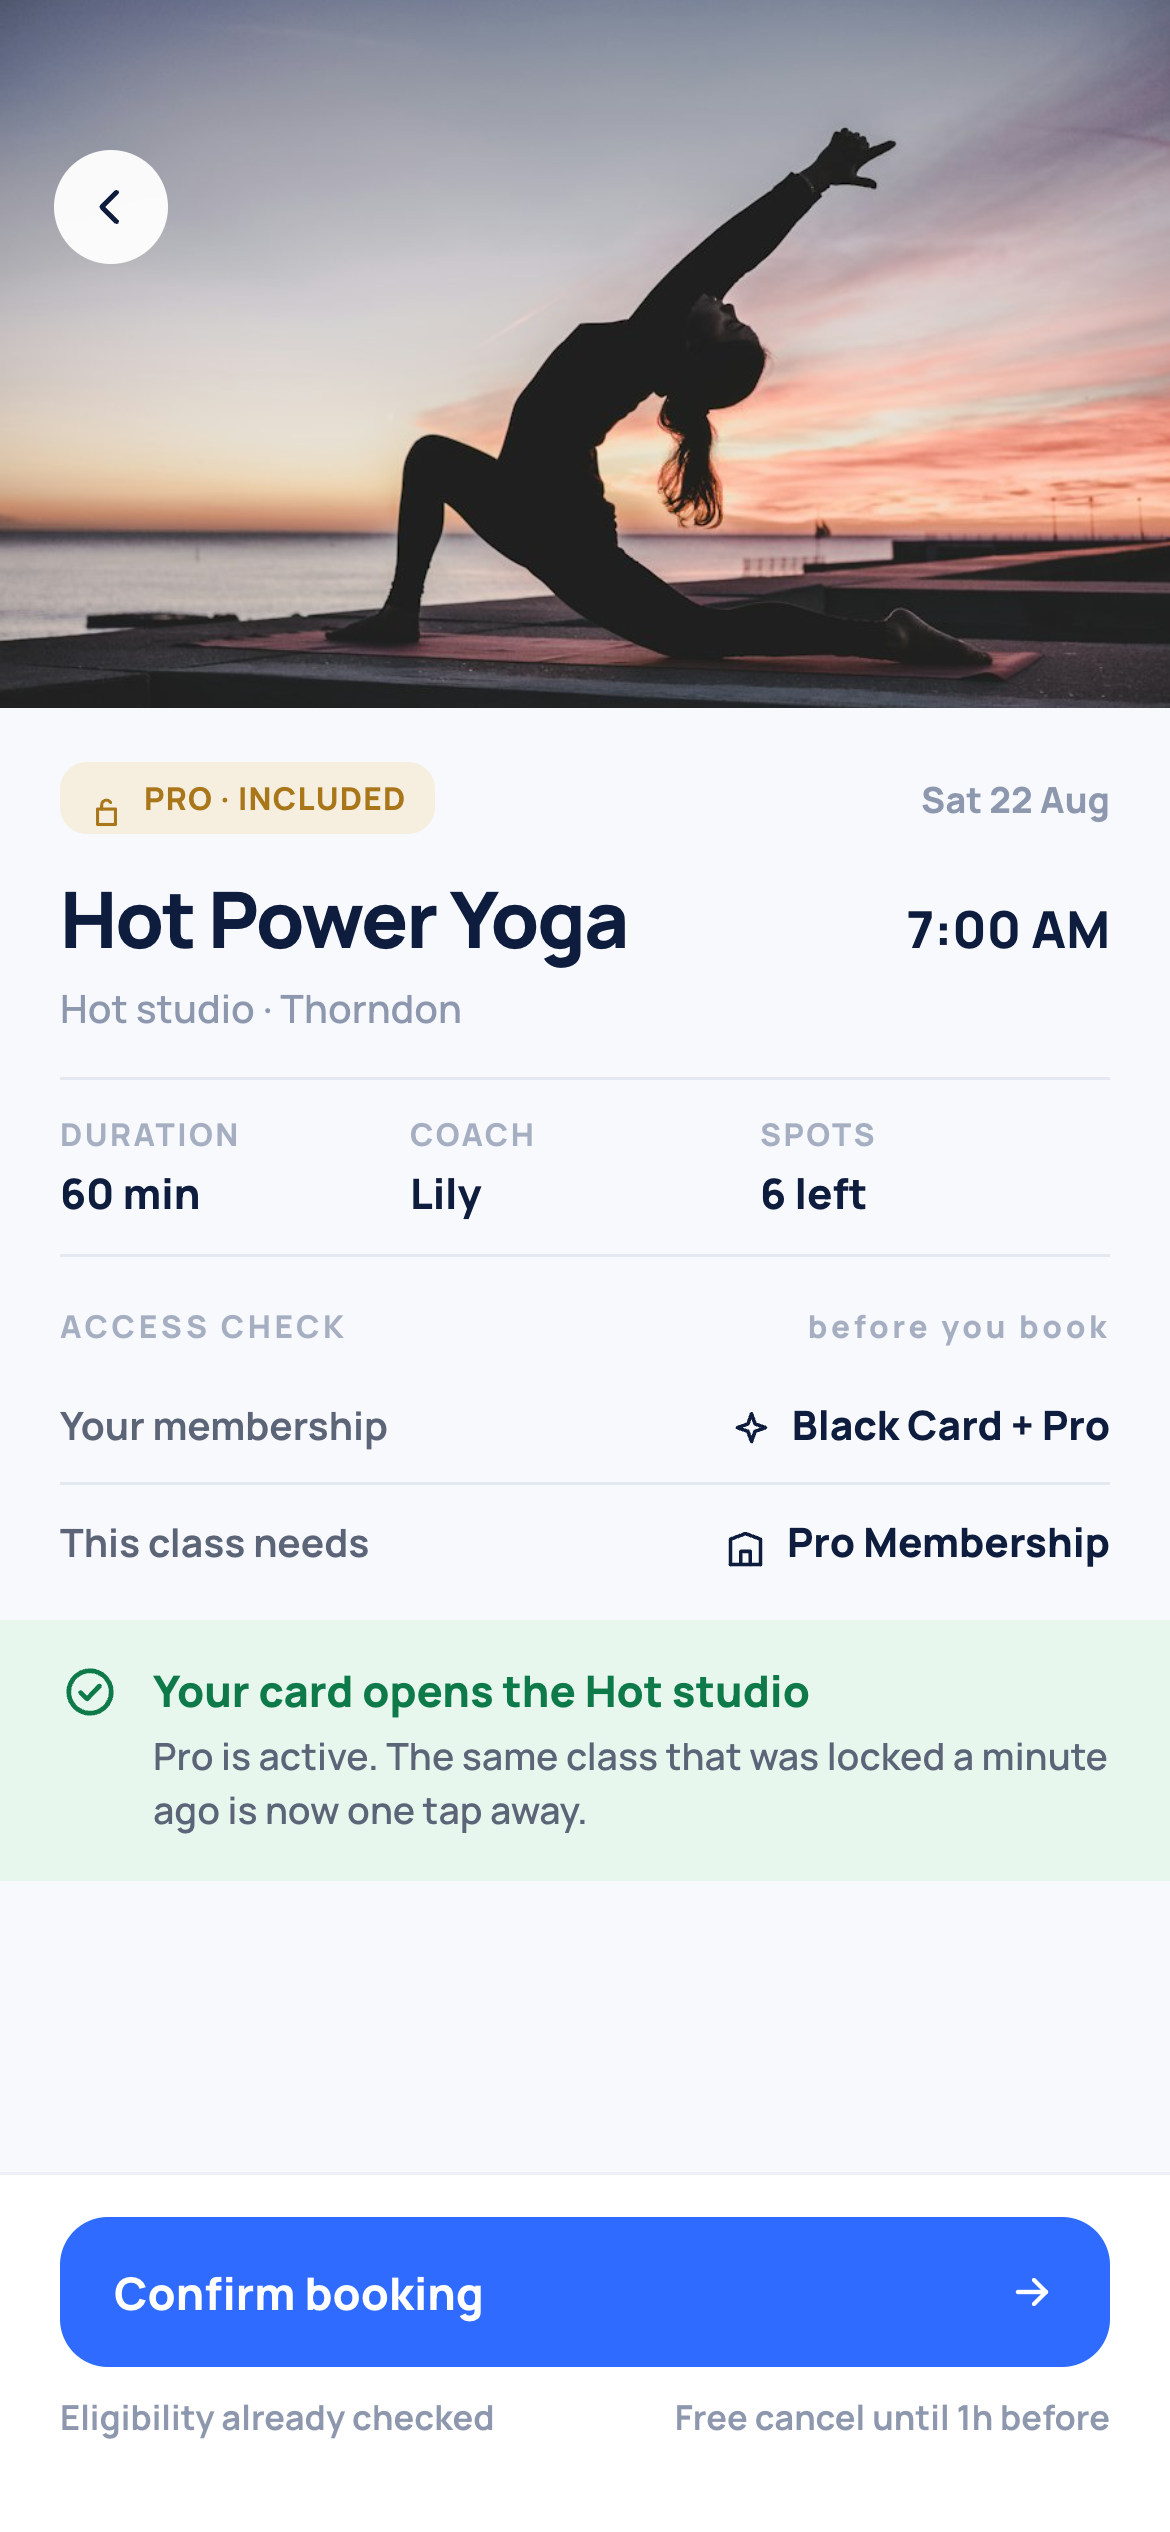 PRO · INCLUDED
Sat 22 Aug
Hot Power Yoga
7:00 AM
Hot studio · Thorndon
DURATION
COACH
SPOTS
60 min
Lily
6 left
ACCESS CHECK
before you book
Your membership
Black Card + Pro
This class needs
Pro Membership
Your card opens the Hot studio
Pro is active. The same class that was locked a minute
ago is now one tap away.
Confirm booking
Eligibility already checked
Free cancel until 1h before